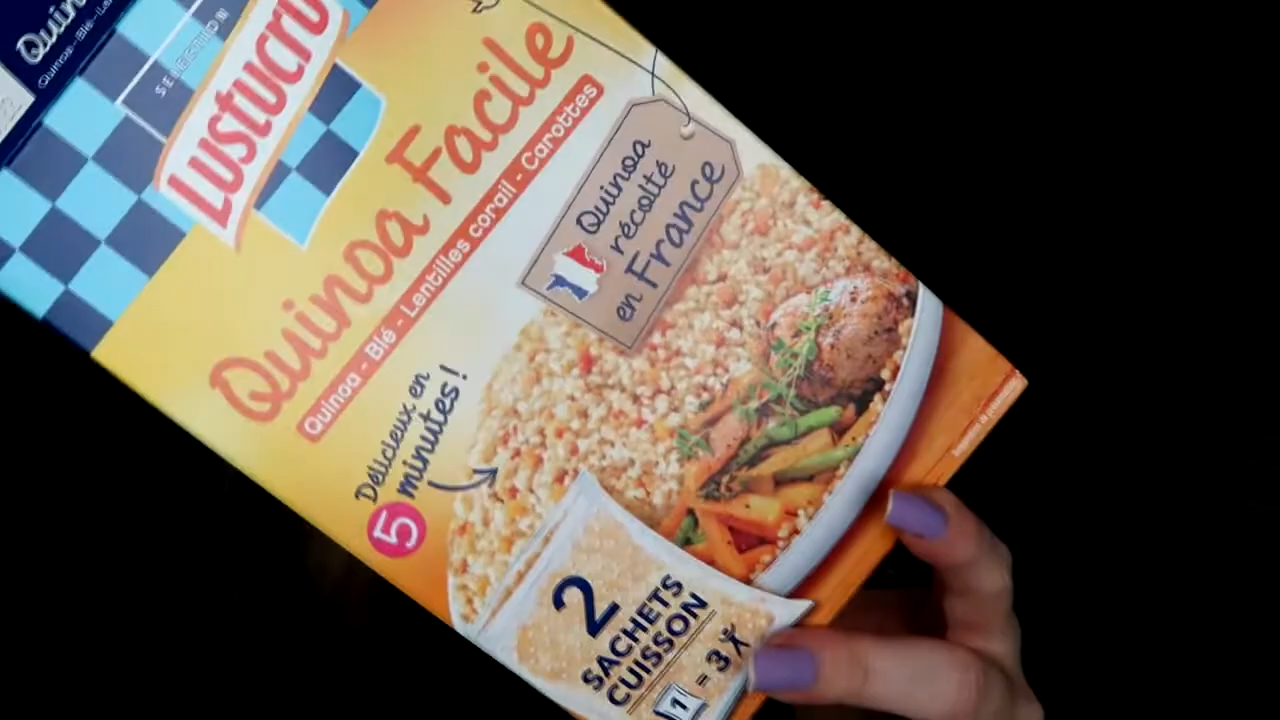 SELECTION
LUSTUCRU
Quinoa Facile
Quinoa - Blé - Lentilles corail - Carottes
Quinoa
récolté
en France
Délicieux en
5 minutes !
2
SACHETS
CUISSON
1 = 3